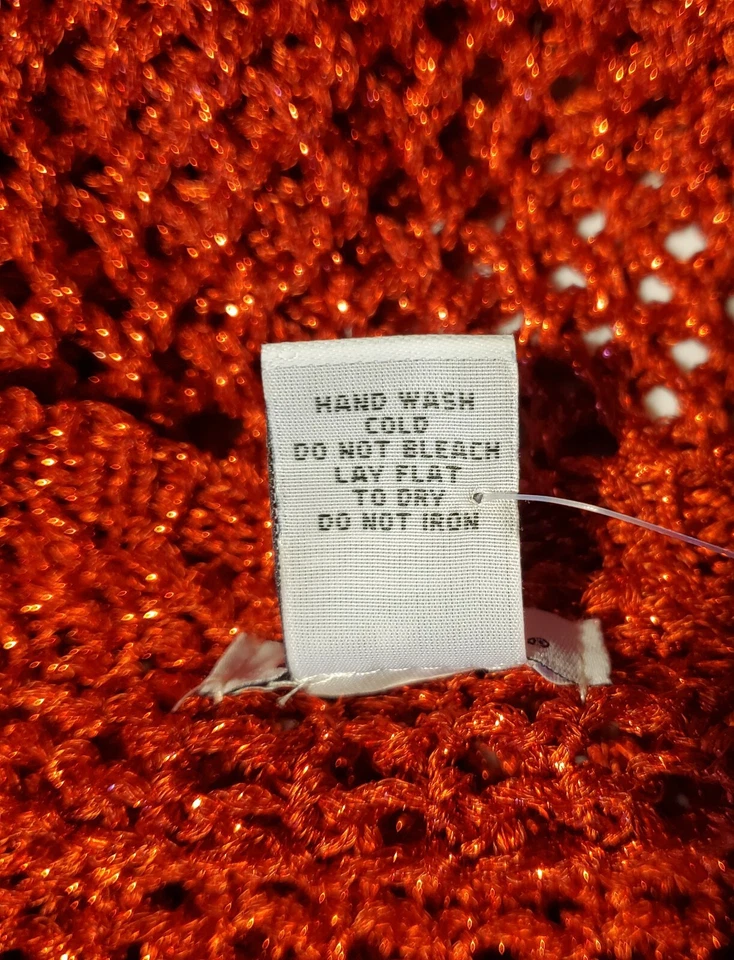 HAND WASH
COLD
DO NOT BLEACH
LAY FLAT
TO DRY
DO NOT IRON